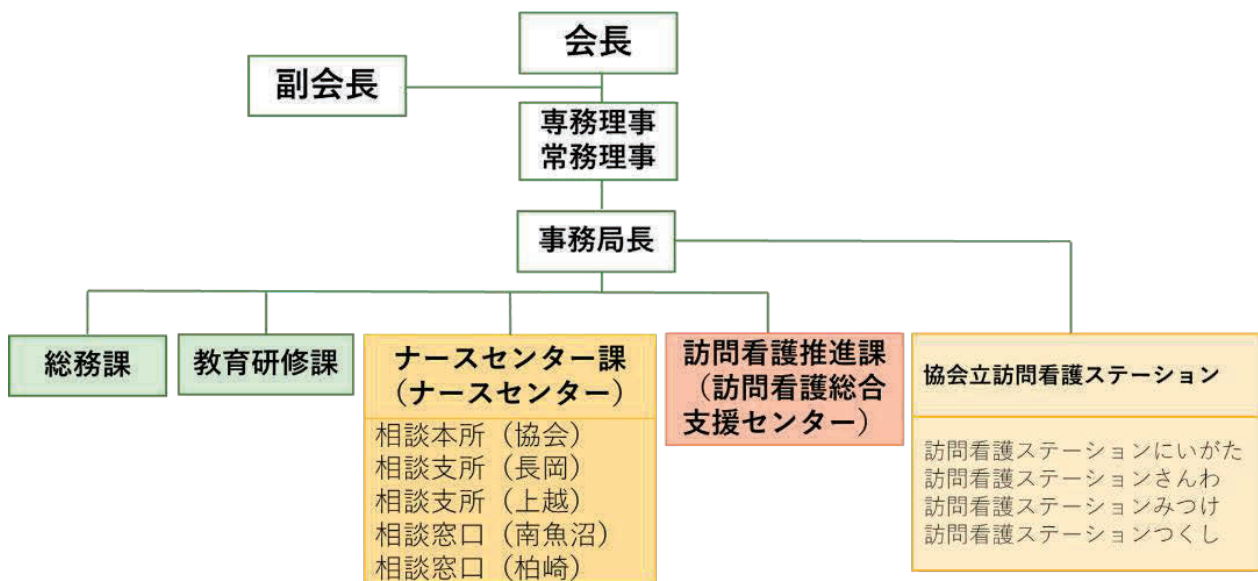 会長
副会長
専務理事
常務理事
事務局長
総務課
教育研修課
ナースセンター課
（ナースセンター）
相談本所（協会）
相談支所（長岡）
相談支所（上越）
相談窓口（南魚沼）
相談窓口（柏崎）
訪問看護推進課
（訪問看護総合
支援センター）
協会立訪問看護ステーション
訪問看護ステーションにいがた
訪問看護ステーションさんわ
訪問看護ステーションみつけ
訪問看護ステーションつくし